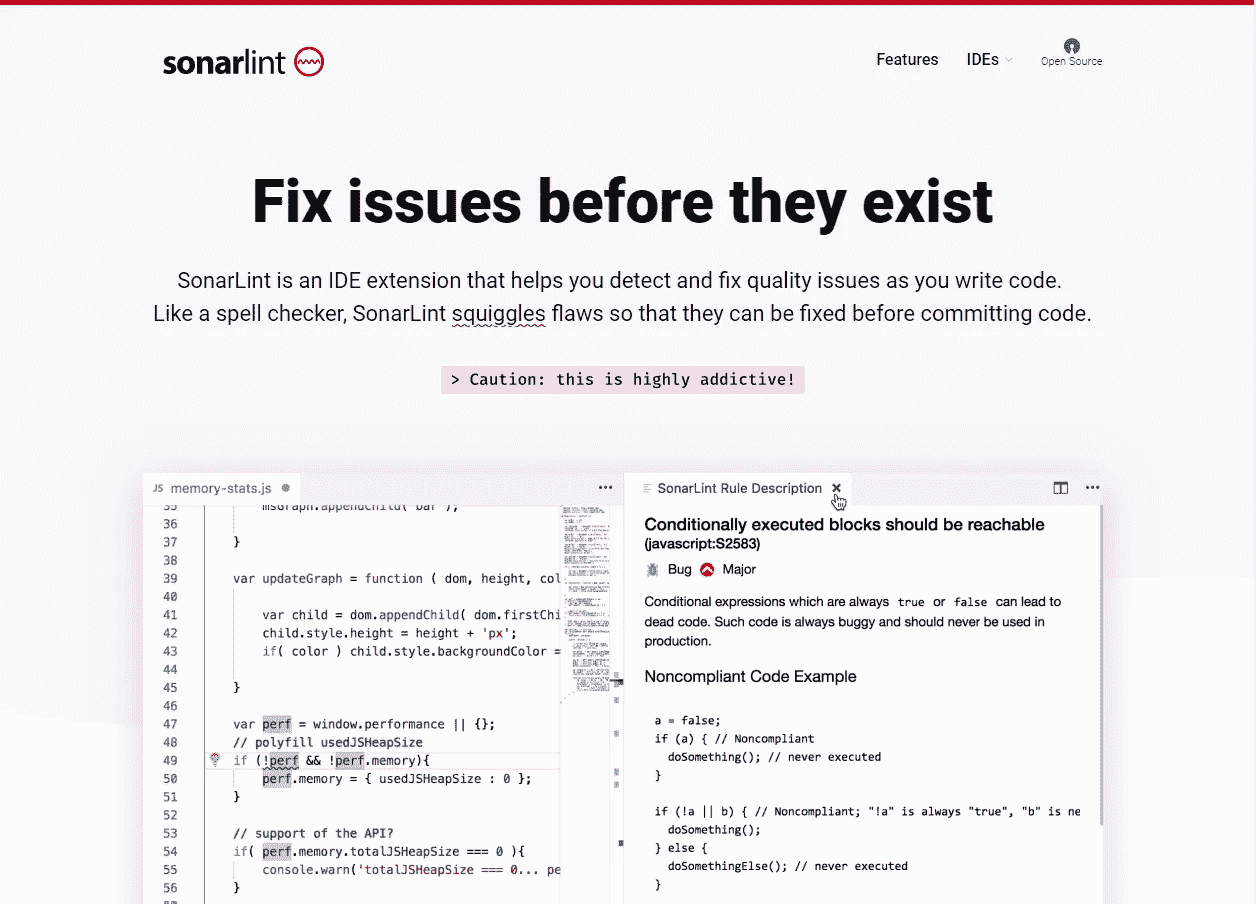 sonarlint
Features IDEs Open Source
Fix issues before they exist
SonarLint is an IDE extension that helps you detect and fix quality issues as you write code.
Like a spell checker, SonarLint squiggles flaws so that they can be fixed before committing code.
> Caution: this is highly addictive!
JS memory-stats.js
35 msGraph.appendChild( bar );
36
37 }
38
39 var updateGraph = function ( dom, height, col
40
41 var child = dom.appendChild( dom.firstChi
42 child.style.height = height + 'px';
43 if( color ) child.style.backgroundColor =
44
45 }
46
47 var perf = window.performance || {};
48 // polyfill usedJSHeapSize
49 if (!perf && !perf.memory){
50 perf.memory = { usedJSHeapSize : 0 };
51 }
52
53 // support of the API?
54 if( perf.memory.totalJSHeapSize === 0 ){
55 console.warn('totalJSHeapSize === 0... pe
56 }
SonarLint Rule Description
Conditionally executed blocks should be reachable
(javascript:S2583)
Bug Major
Conditional expressions which are always true or false can lead to
dead code. Such code is always buggy and should never be used in
production.
Noncompliant Code Example
a = false;
if (a) { // Noncompliant
doSomething(); // never executed
}
if (!a || b) { // Noncompliant; "!a" is always "true", "b" is ne
doSomething();
} else {
doSomethingElse(); // never executed
}